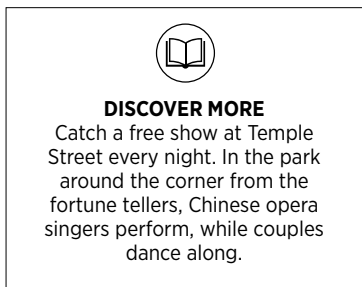 DISCOVER MORE
Catch a free show at Temple
Street every night. In the park
around the corner from the
fortune tellers, Chinese opera
singers perform, while couples
dance along.